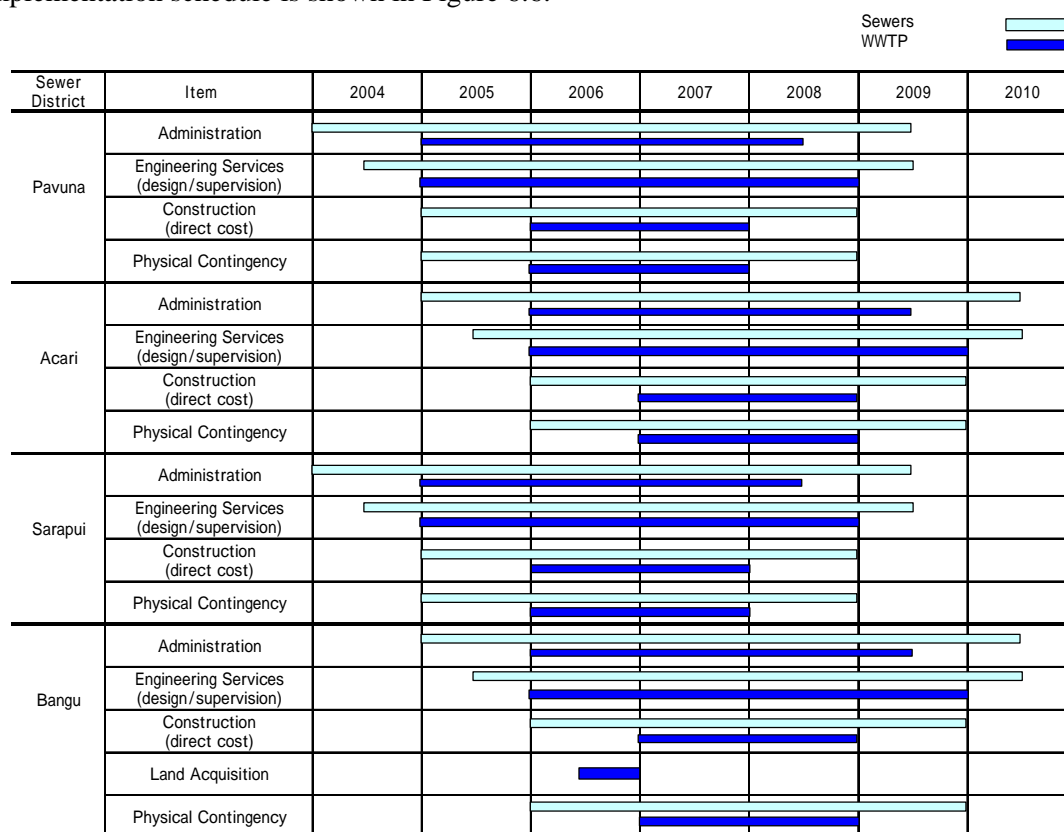 Sewers
WWTP
Sewer
District
Item
2004
2005
2006
2007
2008
2009
2010
Pavuna
Administration
Engineering Services
(design/supervision)
Construction
(direct cost)
Physical Contingency
Acari
Administration
Engineering Services
(design/supervision)
Construction
(direct cost)
Physical Contingency
Sarapui
Administration
Engineering Services
(design/supervision)
Construction
(direct cost)
Physical Contingency
Bangu
Administration
Engineering Services
(design/supervision)
Construction
(direct cost)
Land Acquisition
Physical Contingency